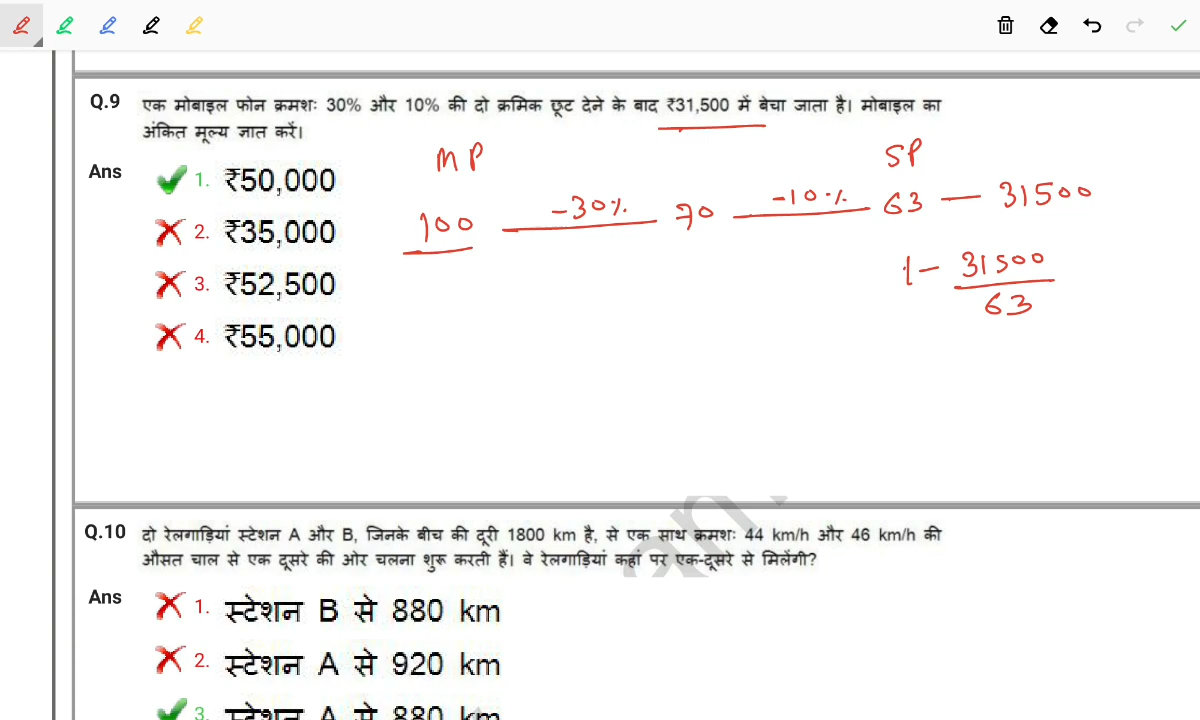 Q.9 एक मोबाइल फोन क्रमशः 30% और 10% की दो क्रमिक छूट देने के बाद ₹31,500 में बेचा जाता है। मोबाइल का
अंकित मूल्य ज्ञात करें।
Ans
1. ₹50,000
2. ₹35,000
3. ₹52,500
4. ₹55,000
MP
SP
100 -30% 70 -10% 63 — 31500
1 - 31500
63
Q.10 दो रेलगाड़ियां स्टेशन A और B, जिनके बीच की दूरी 1800 km है, से एक साथ क्रमशः 44 km/h और 46 km/h की
औसत चाल से एक दूसरे की ओर चलना शुरू करती हैं। वे रेलगाड़ियां कहां पर एक-दूसरे से मिलेंगी?
Ans
1. स्टेशन B से 880 km
2. स्टेशन A से 920 km
3. स्टेशन A से 880 km